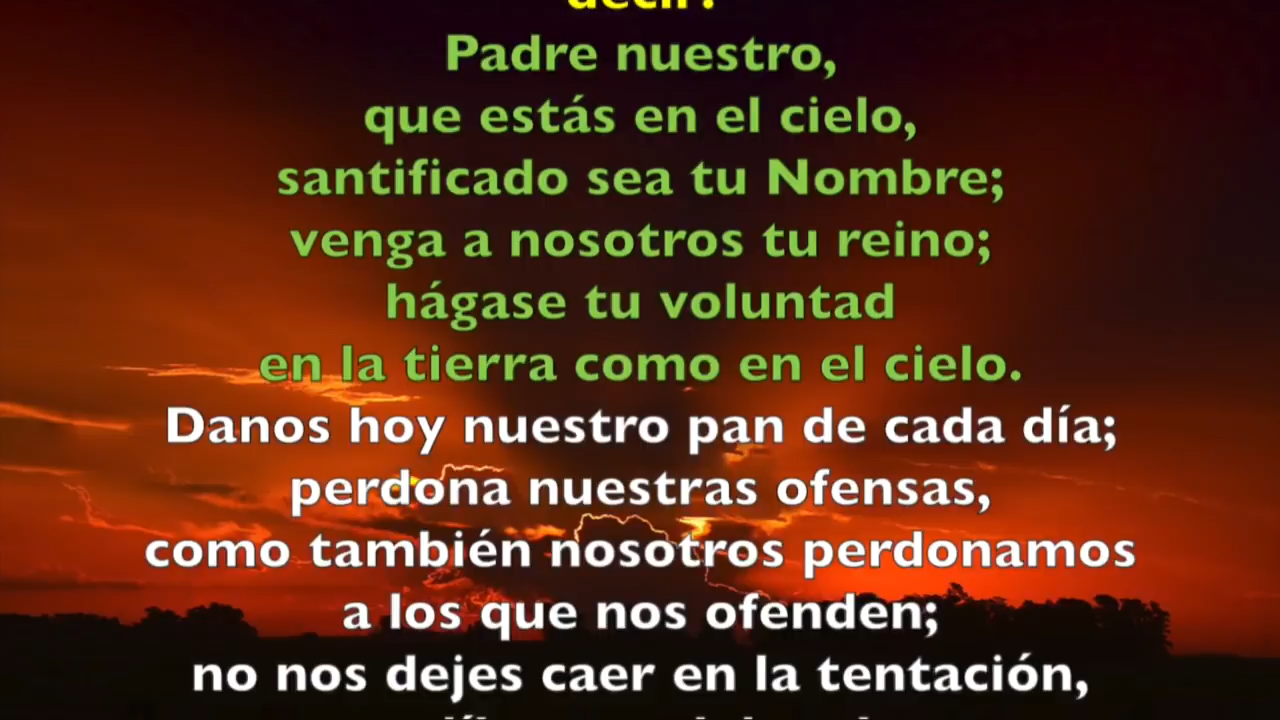 decir:
Padre nuestro,
que estás en el cielo,
santificado sea tu Nombre;
venga a nosotros tu reino;
hágase tu voluntad
en la tierra como en el cielo.
Danos hoy nuestro pan de cada día;
perdona nuestras ofensas,
como también nosotros perdonamos
a los que nos ofenden;
no nos dejes caer en la tentación,